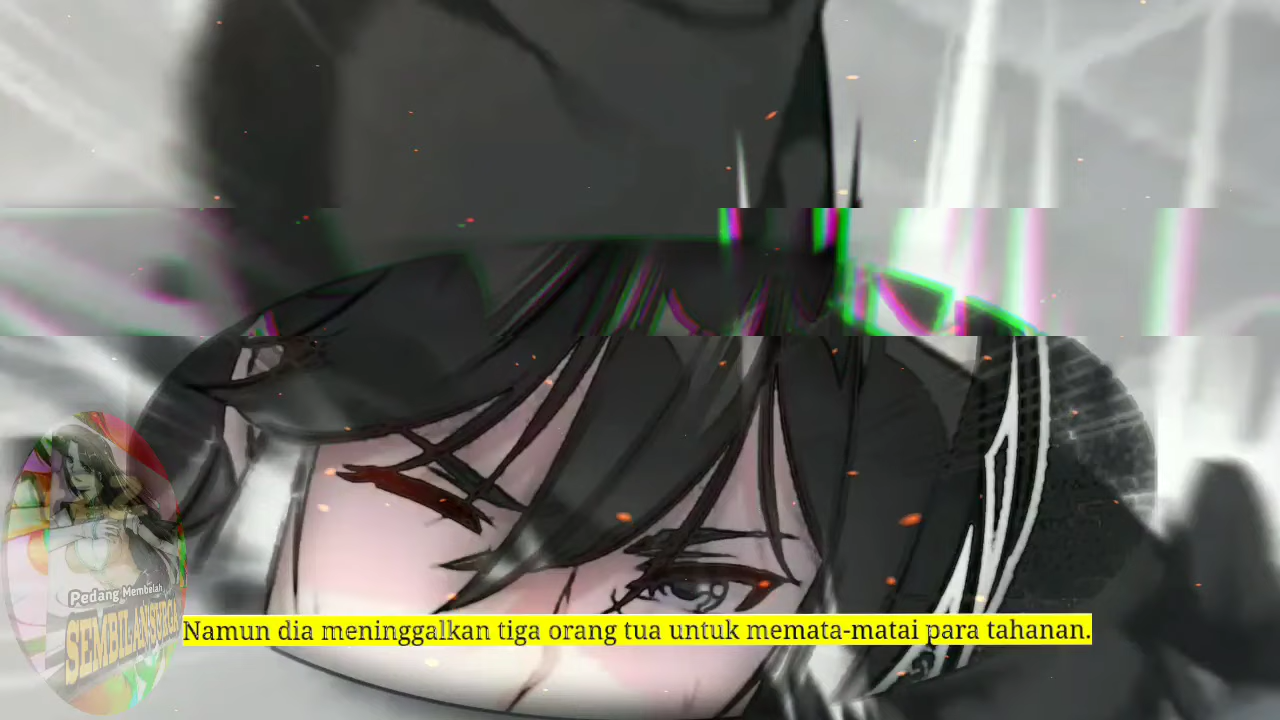 Pedang Membelah
SEMBILAN SURGA
Namun dia meninggalkan tiga orang tua untuk memata-matai para tahanan.